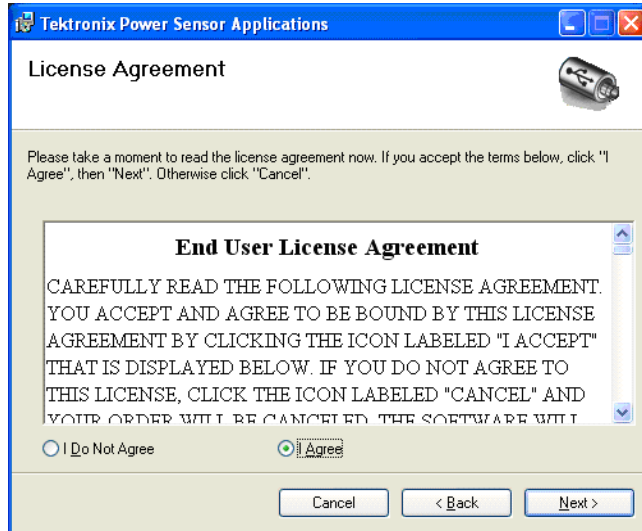 Tektronix Power Sensor Applications
License Agreement
Please take a moment to read the license agreement now. If you accept the terms below, click "I
Agree", then "Next". Otherwise click "Cancel".
End User License Agreement
CAREFULLY READ THE FOLLOWING LICENSE AGREEMENT.
YOU ACCEPT AND AGREE TO BE BOUND BY THIS LICENSE
AGREEMENT BY CLICKING THE ICON LABELED "I ACCEPT"
THAT IS DISPLAYED BELOW. IF YOU DO NOT AGREE TO
THIS LICENSE, CLICK THE ICON LABELED "CANCEL" AND
YOUR ORDER WILL BE CANCELED. THE SOFTWARE WILL
I Do Not Agree
I Agree
Cancel
< Back
Next >